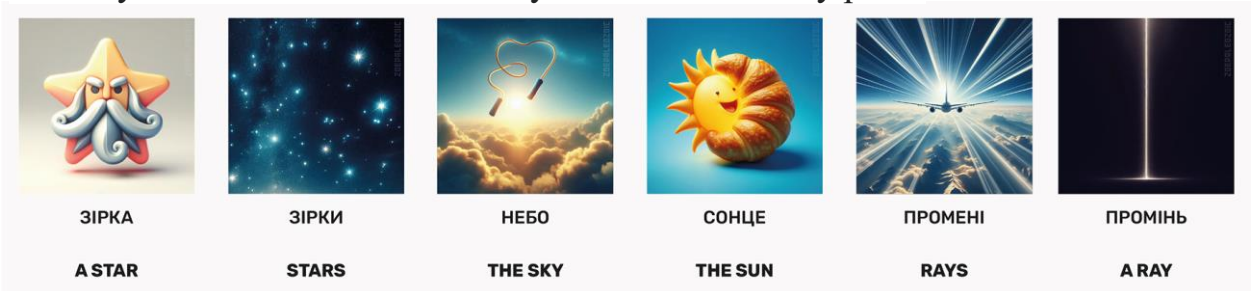 ЗІРКА ЗІРКИ НЕБО СОНЦЕ ПРОМЕНІ ПРОМІНЬ
A STAR STARS THE SKY THE SUN RAYS A RAY